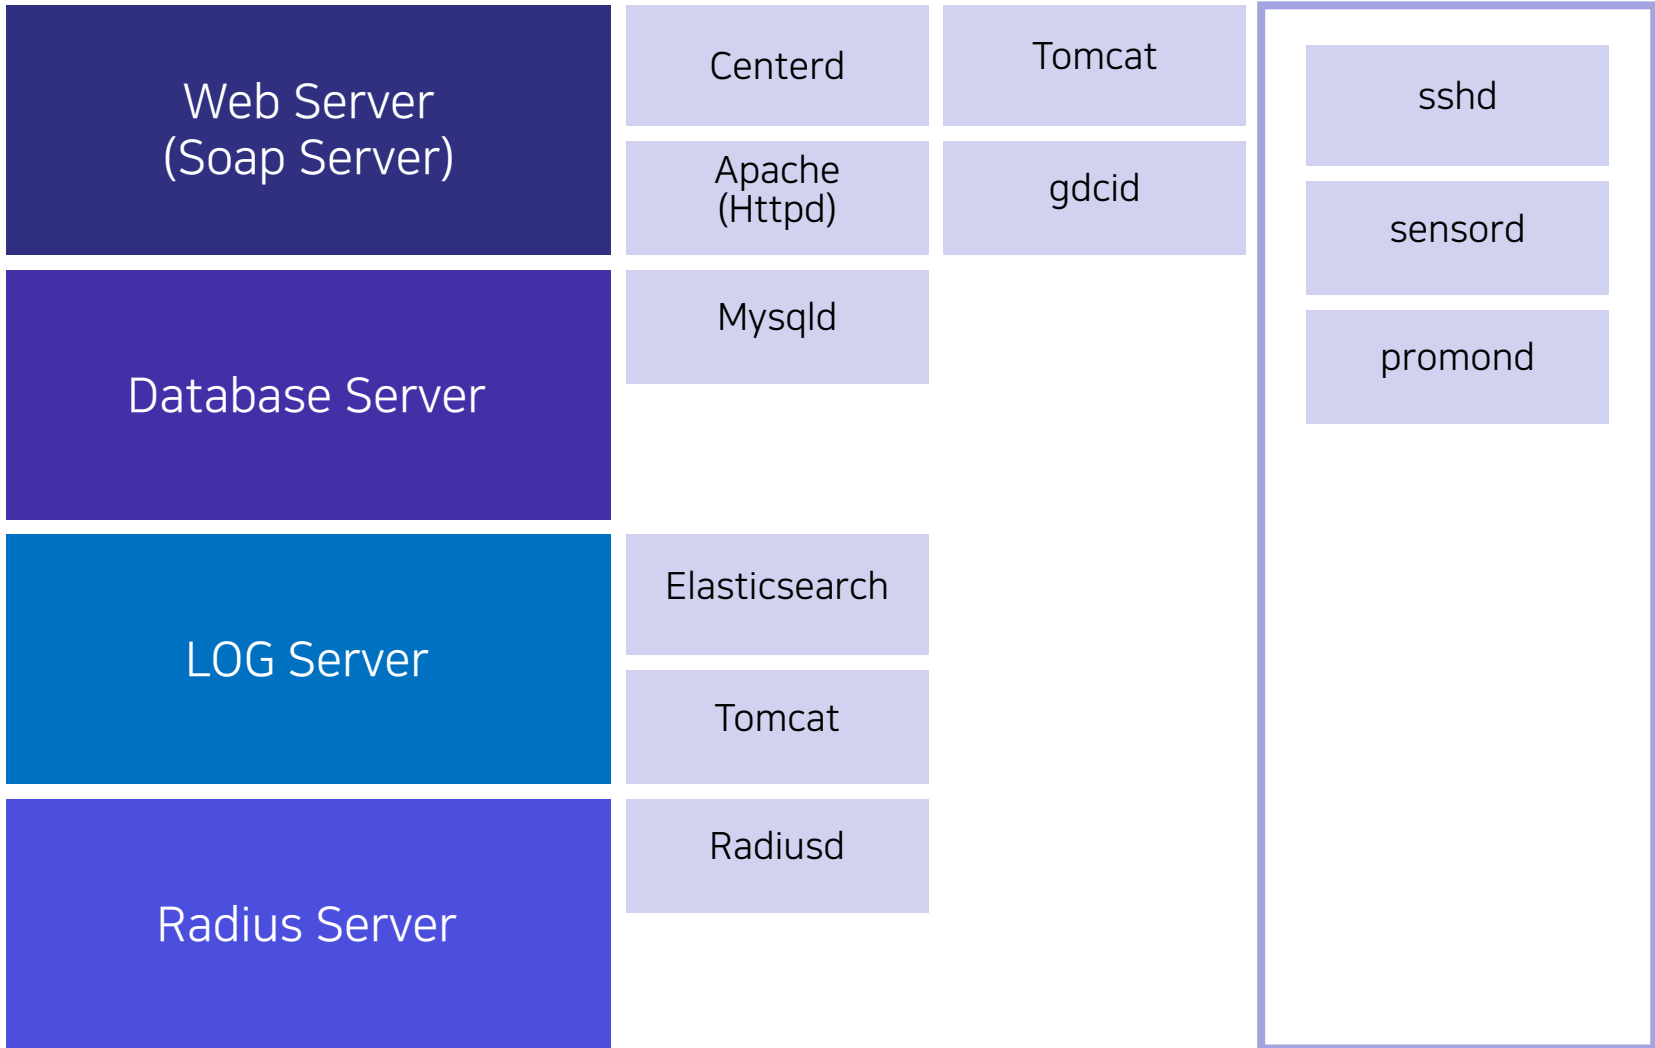 Web Server
(Soap Server)
Centerd
Tomcat
Apache
(Httpd)
gdcid
Database Server
Mysqld
LOG Server
Elasticsearch
Tomcat
Radius Server
Radiusd
sshd
sensord
promond